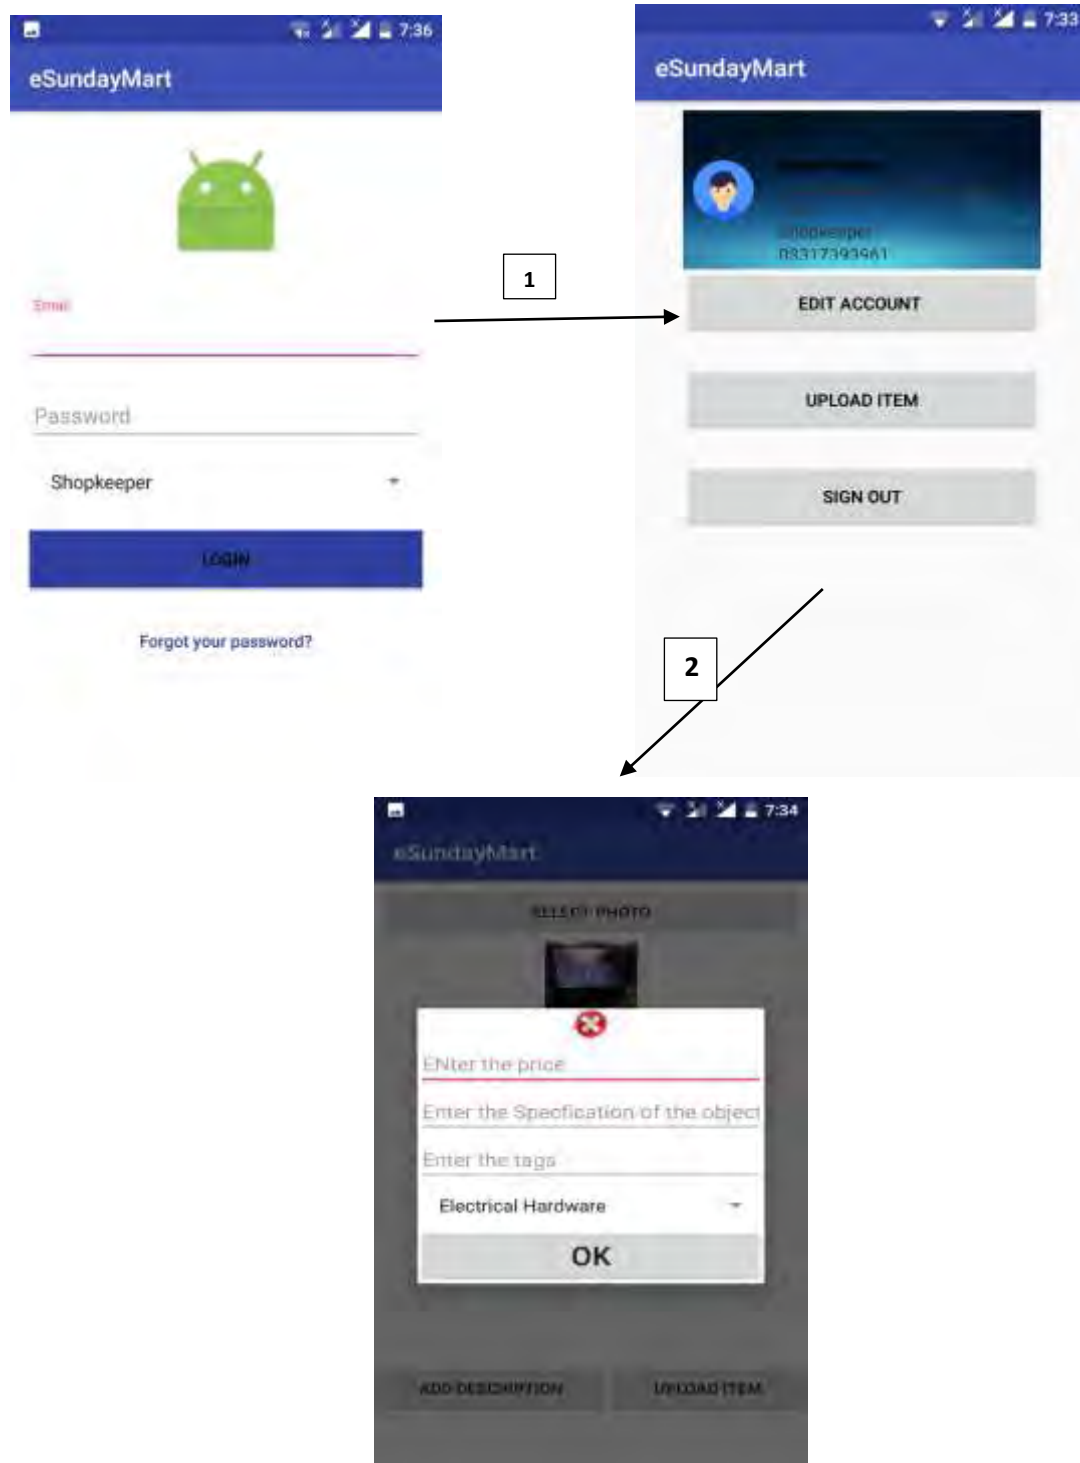 7:36
eSundayMart
Email
Password
Shopkeeper
LOGIN
Forgot your password?
1
7:33
eSundayMart
Shopkeeper
03317393961
EDIT ACCOUNT
UPLOAD ITEM
SIGN OUT
2
7:34
eSundayMart
SELECT PHOTO
ENter the price
Enter the Specfication of the object
Enter the tags
Electrical Hardware
OK
ADD DESCRIPTION
UPLOAD ITEM